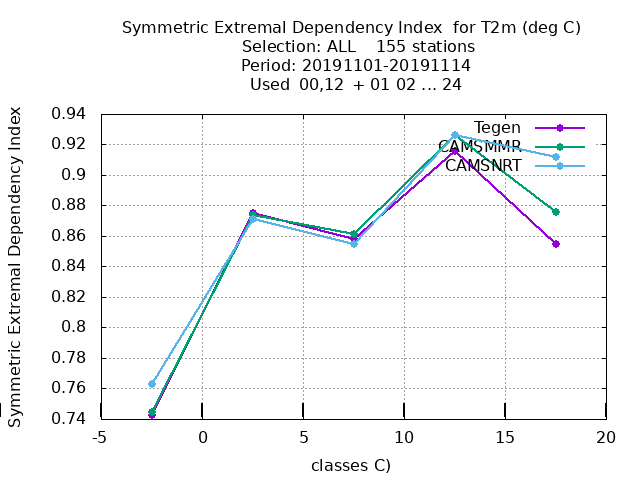 Symmetric Extremal Dependency Index  for T2m (deg C)
Selection: ALL    155 stations
Period: 20191101-20191114
Used  00,12  + 01 02 ... 24
Symmetric Extremal Dependency Index
0.94
0.92
0.9
0.88
0.86
0.84
0.82
0.8
0.78
0.76
0.74
Tegen
CAMSMMR
CAMSNRT
-5
0
5
10
15
20
classes C)